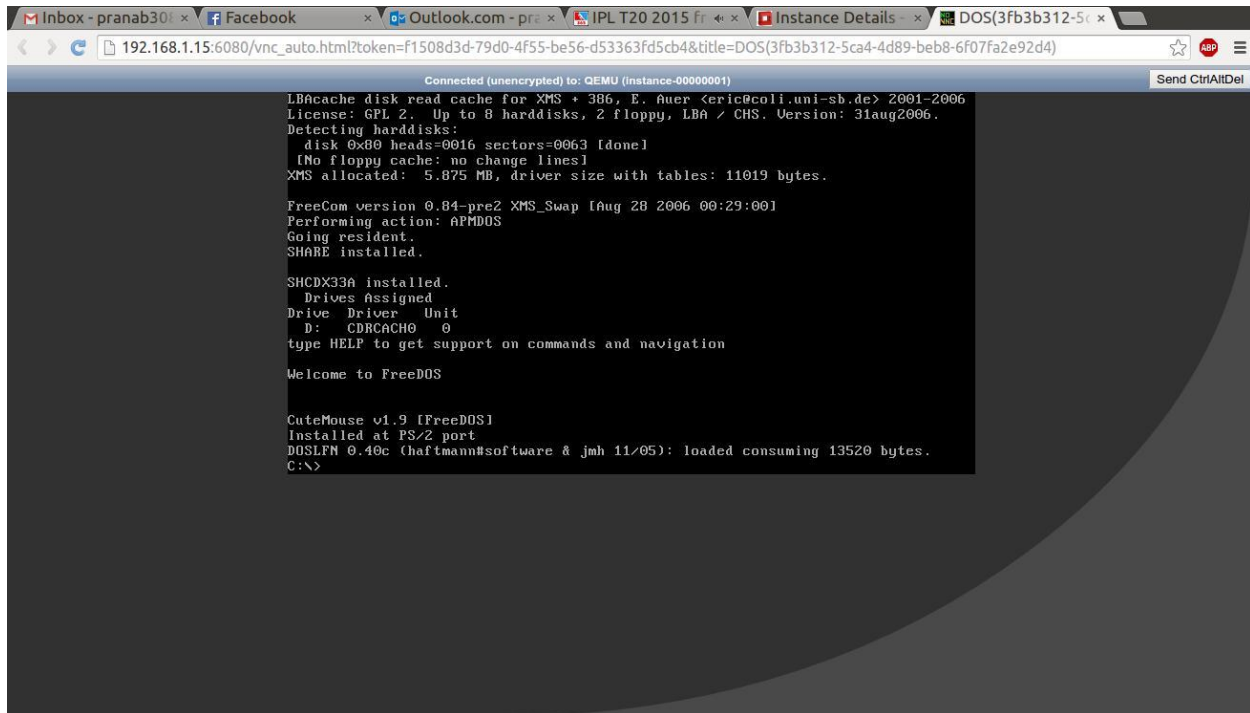 Inbox - pranab308
Facebook
Outlook.com - pra
IPL T20 2015 fr
Instance Details -
DOS(3fb3b312-5c
192.168.1.15:6080/vnc_auto.html?token=f1508d3d-79d0-4f55-be56-d53363fd5cb4&title=DOS(3fb3b312-5ca4-4d89-beb8-6f07fa2e92d4)
ABP
Connected (unencrypted) to: QEMU (instance-00000001)
Send CtrlAltDel
LBAcache disk read cache for XMS + 386, E. Auer <eric@coli.uni-sb.de> 2001-2006
License: GPL 2.  Up to 8 harddisks, 2 floppy, LBA / CHS. Version: 31aug2006.
Detecting harddisks:
  disk 0x80 heads=0016 sectors=0063 [done]
 [No floppy cache: no change lines]
XMS allocated:  5.875 MB, driver size with tables: 11019 bytes.
FreeCom version 0.84-pre2 XMS_Swap [Aug 28 2006 00:29:00]
Performing action: APMDOS
Going resident.
SHARE installed.
SHCDX33A installed.
  Drives Assigned
Drive  Driver   Unit
  D:   CDRCACH0   0
type HELP to get support on commands and navigation
Welcome to FreeDOS
CuteMouse v1.9 [FreeDOS]
Installed at PS/2 port
DOSLFN 0.40c (haftmann#software & jmh 11/05): loaded consuming 13520 bytes.
C:\>